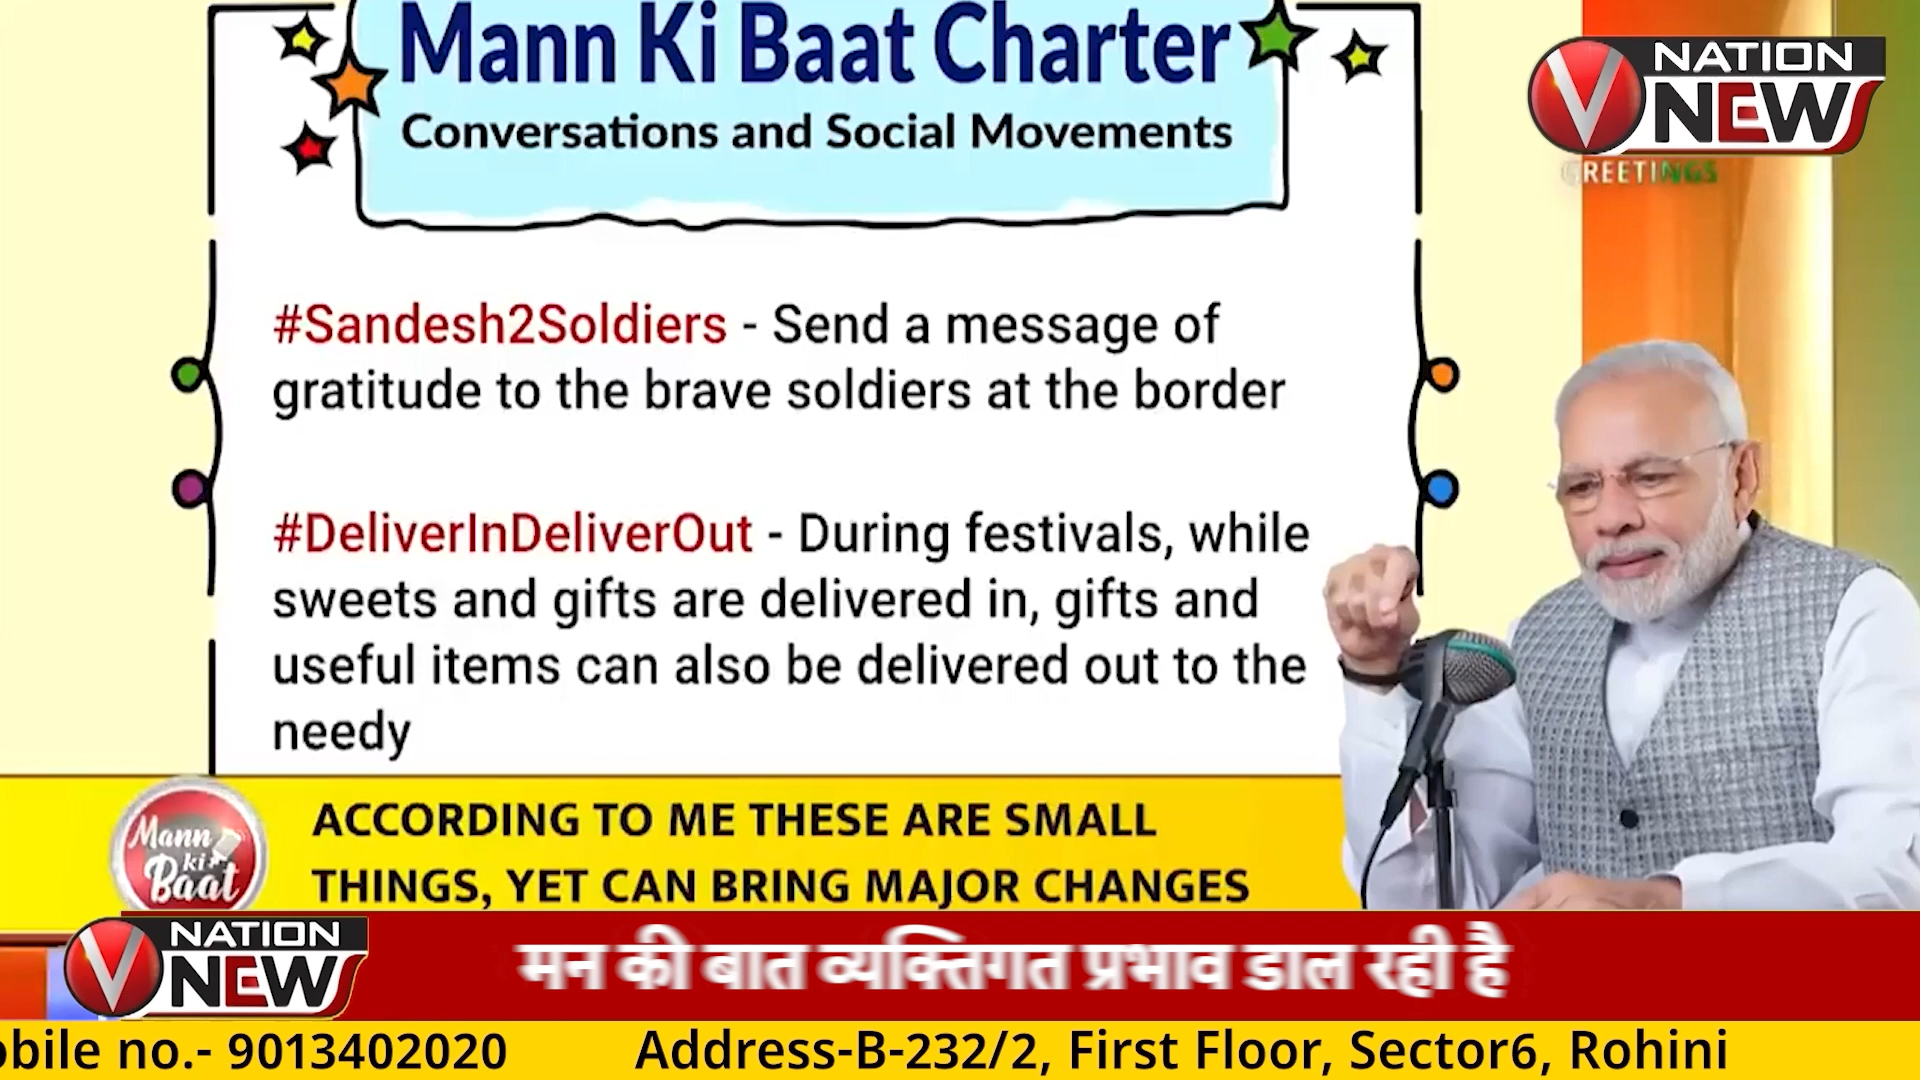 Mann Ki Baat Charter
Conversations and Social Movements
#Sandesh2Soldiers - Send a message of
gratitude to the brave soldiers at the border
#DeliverInDeliverOut - During festivals, while
sweets and gifts are delivered in, gifts and
useful items can also be delivered out to the
needy
V NATION
NEW
GREETINGS
Mann
ki
Baat
ACCORDING TO ME THESE ARE SMALL
THINGS, YET CAN BRING MAJOR CHANGES
V NATION
NEW
मन की बात व्यक्तिगत प्रभाव डाल रही है
obile no.- 9013402020 Address-B-232/2, First Floor, Sector6, Rohini